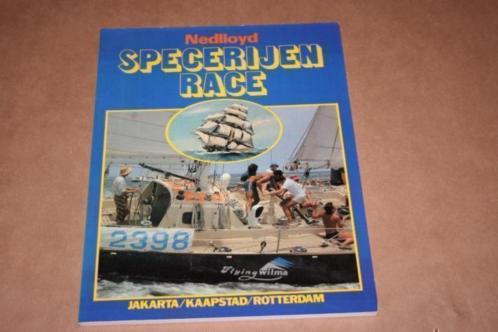 Nedlloyd
SPECERIJEN
RACE
2398
Flying wilma
JAKARTA/KAAPSTAD/ROTTERDAM